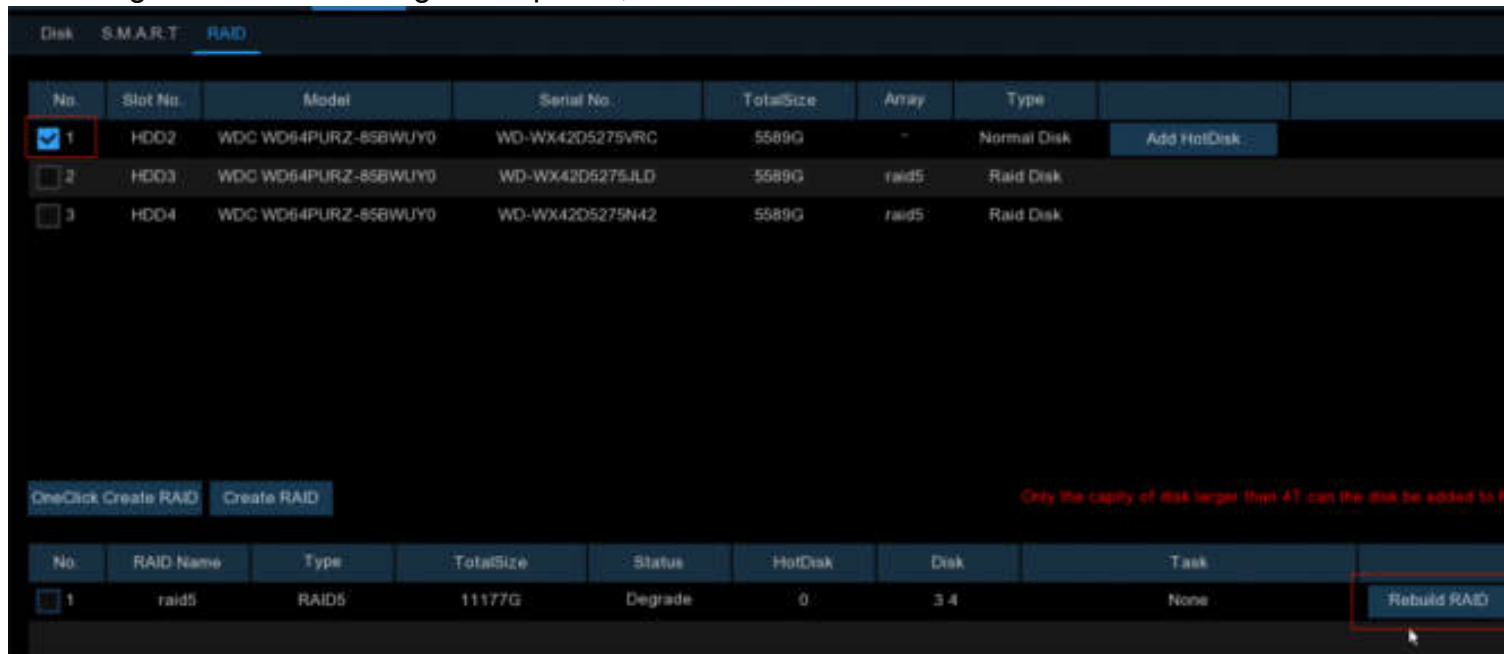 Disk S.M.A.R.T RAID
No. Slot No. Model Serial No. TotalSize Array Type
1 HDD2 WDC WD64PURZ-85BWUY0 WD-WX42D5275VRC 5589G - Normal Disk Add HotDisk
2 HDD3 WDC WD64PURZ-85BWUY0 WD-WX42D5275JLD 5589G raid5 Raid Disk
3 HDD4 WDC WD64PURZ-85BWUY0 WD-WX42D5275N42 5589G raid5 Raid Disk
OneClick Create RAID Create RAID Only the capity of disk larger than 4T can the disk be added to
No. RAID Name Type TotalSize Status HotDisk Disk Task
1 raid5 RAID5 11177G Degrade 0 3 4 None Rebuild RAID